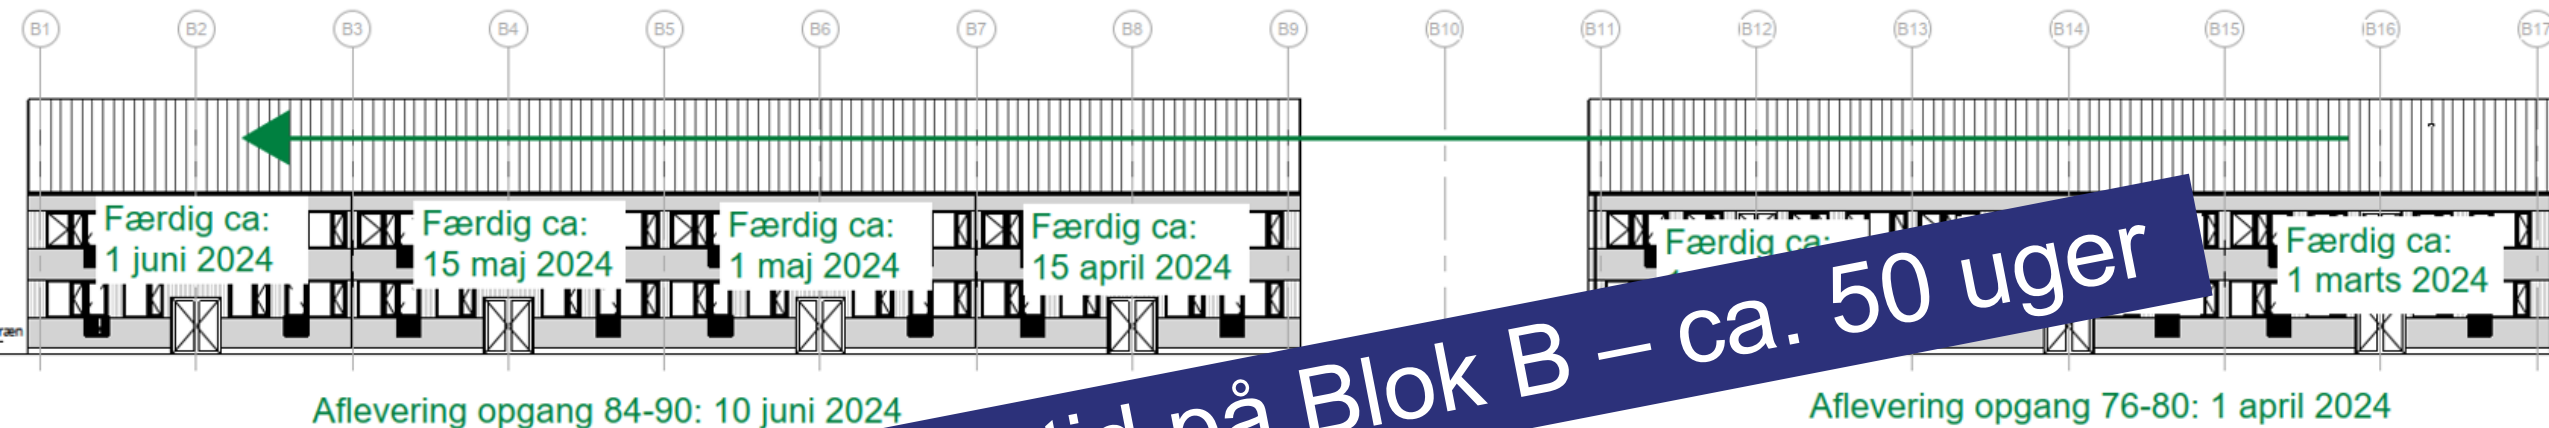 B1 B2 B3 B4 B5 B6 B7 B8 B9 B10 B11 B12 B13 B14 B15 B16 B17
Færdig ca:
1 juni 2024
Færdig ca:
15 maj 2024
Færdig ca:
1 maj 2024
Færdig ca:
15 april 2024
Færdig ca:
Færdig ca:
1 marts 2024
på Blok B – ca. 50 uger
Aflevering opgang 84-90: 10 juni 2024
Aflevering opgang 76-80: 1 april 2024